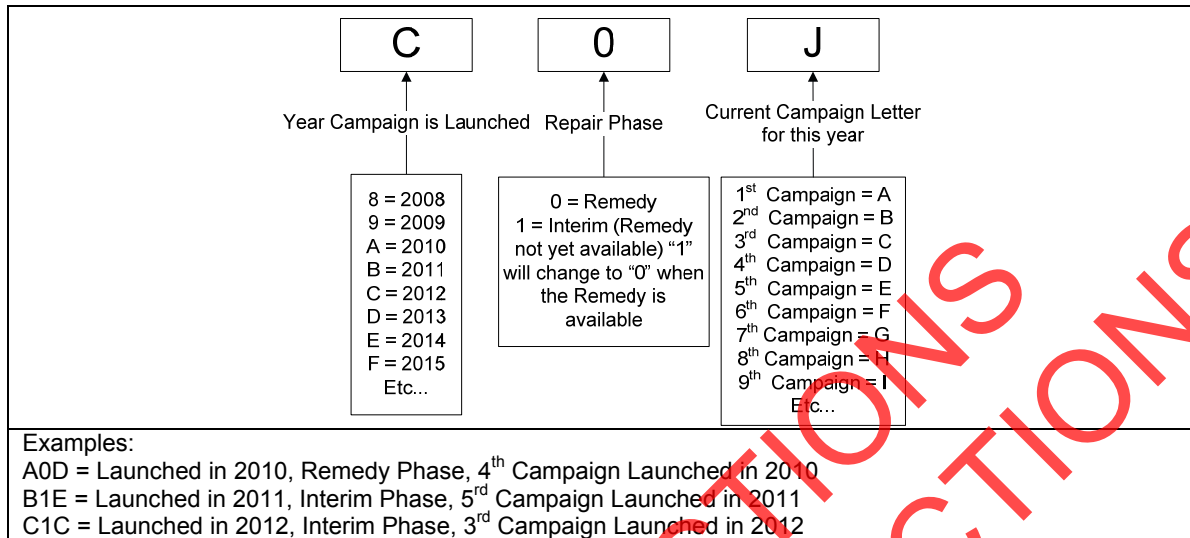 C 0 J
Year Campaign is Launched Repair Phase Current Campaign Letter
for this year
8 = 2008
9 = 2009
A = 2010
B = 2011
C = 2012
D = 2013
E = 2014
F = 2015
Etc...
0 = Remedy
1 = Interim (Remedy
not yet available) “1”
will change to “0” when
the Remedy is
available
1st Campaign = A
2nd Campaign = B
3rd Campaign = C
4th Campaign = D
5th Campaign = E
6th Campaign = F
7th Campaign = G
8th Campaign = H
9th Campaign = I
Etc...
Examples:
A0D = Launched in 2010, Remedy Phase, 4th Campaign Launched in 2010
B1E = Launched in 2011, Interim Phase, 5rd Campaign Launched in 2011
C1C = Launched in 2012, Interim Phase, 3rd Campaign Launched in 2012
CTIONS
CTIONS